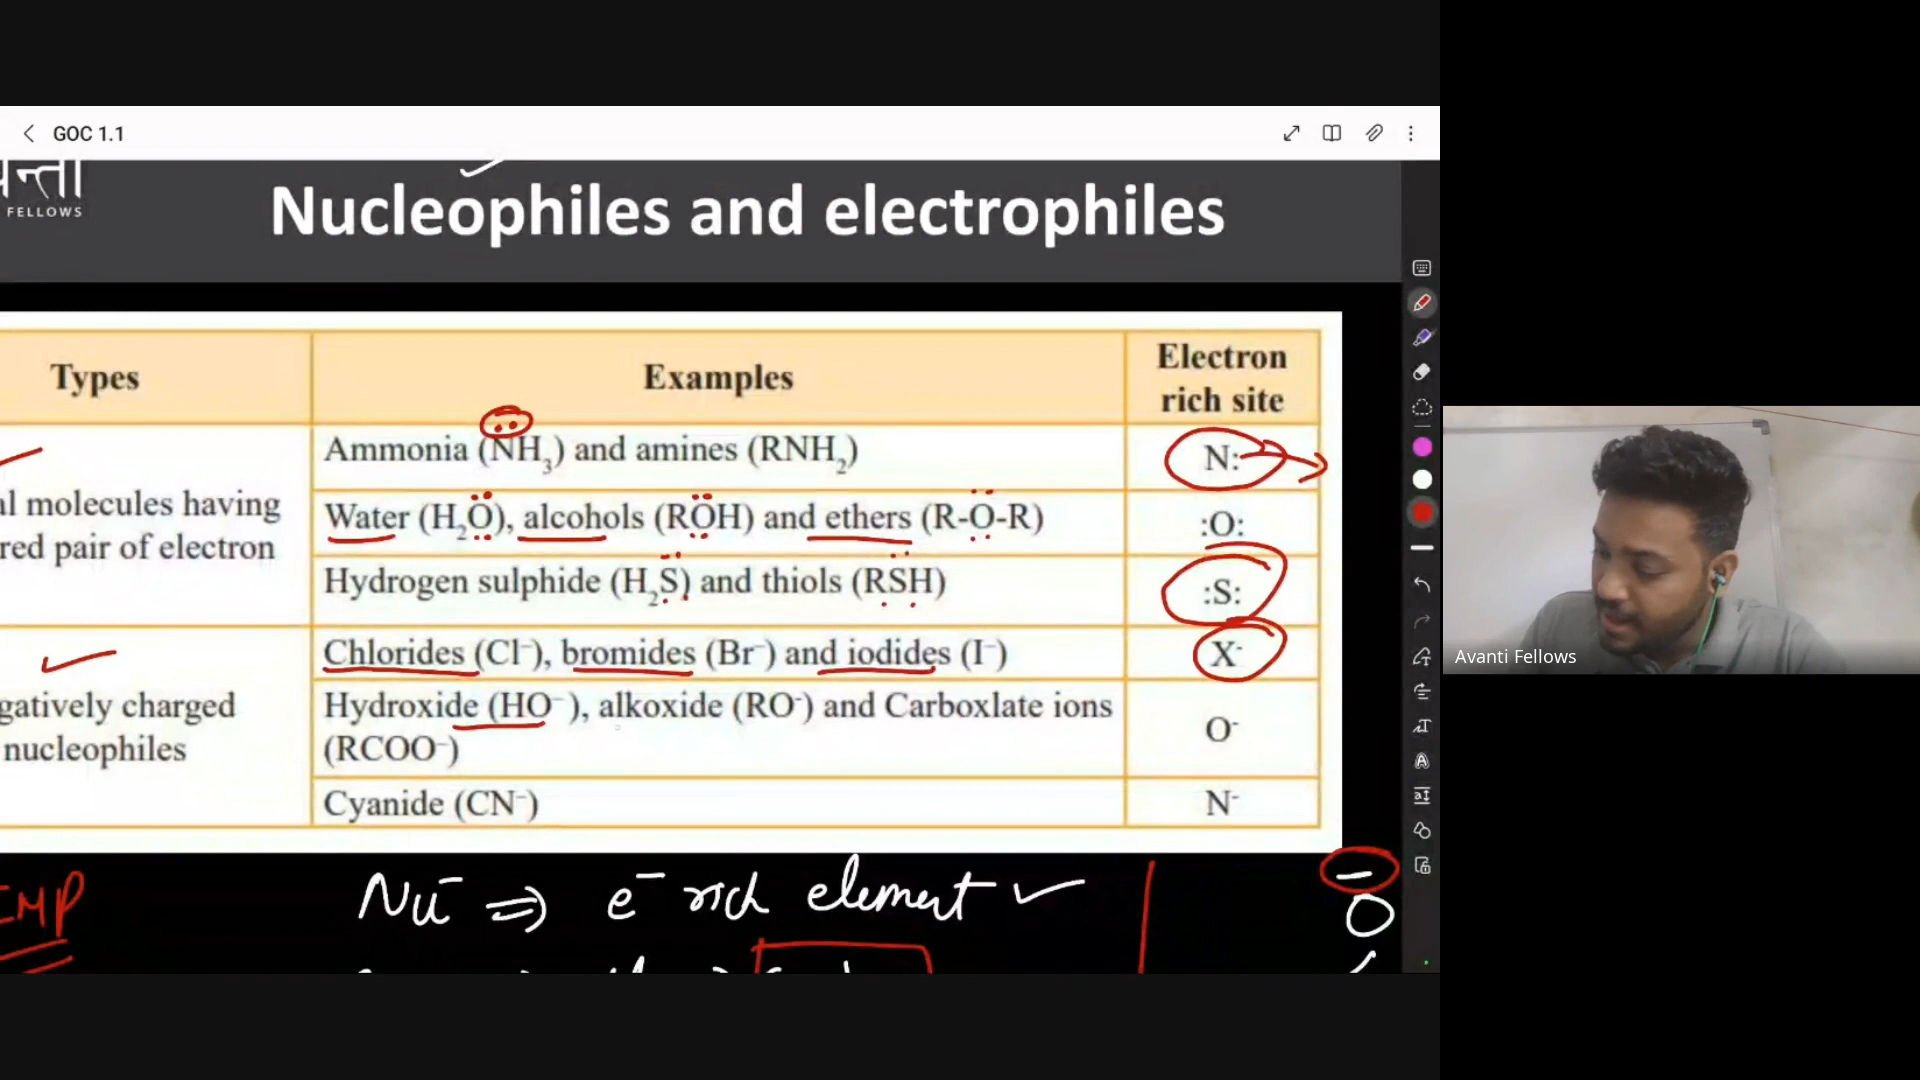 GOC 1.1
न्ती
FELLOWS
Nucleophiles and electrophiles
Types
Examples
Electron
rich site
Ammonia (NH₃) and amines (RNH₂)
N:
al molecules having
red pair of electron
Water (H₂O), alcohols (ROH) and ethers (R-O-R)
:O:
Hydrogen sulphide (H₂S) and thiols (RSH)
:S:
Chlorides (Cl⁻), bromides (Br⁻) and iodides (I⁻)
X⁻
gatively charged
nucleophiles
Hydroxide (HO⁻), alkoxide (RO⁻) and Carboxlate ions
(RCOO⁻)
O⁻
Cyanide (CN⁻)
N⁻
IMP
Nu⁻ ⇒ e⁻ rich element ✓
O
Avanti Fellows